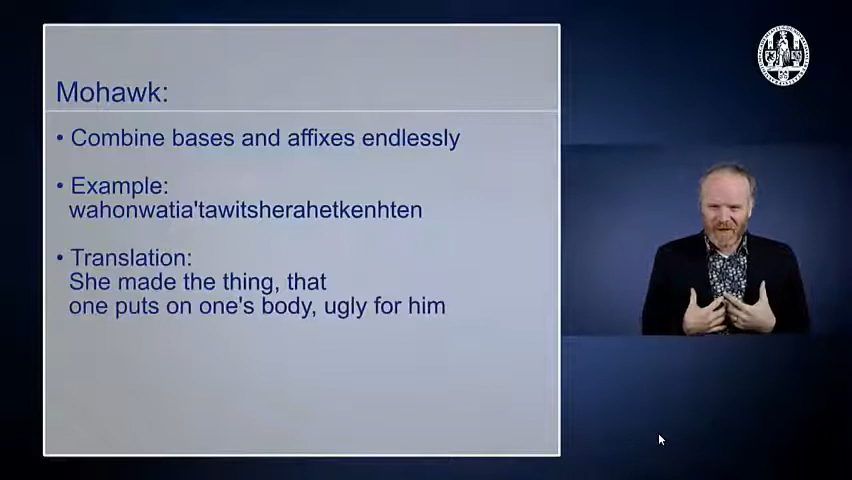 Mohawk:
• Combine bases and affixes endlessly
• Example:
wahonwatia'tawitsherahetkenhten
• Translation:
She made the thing, that
one puts on one's body, ugly for him